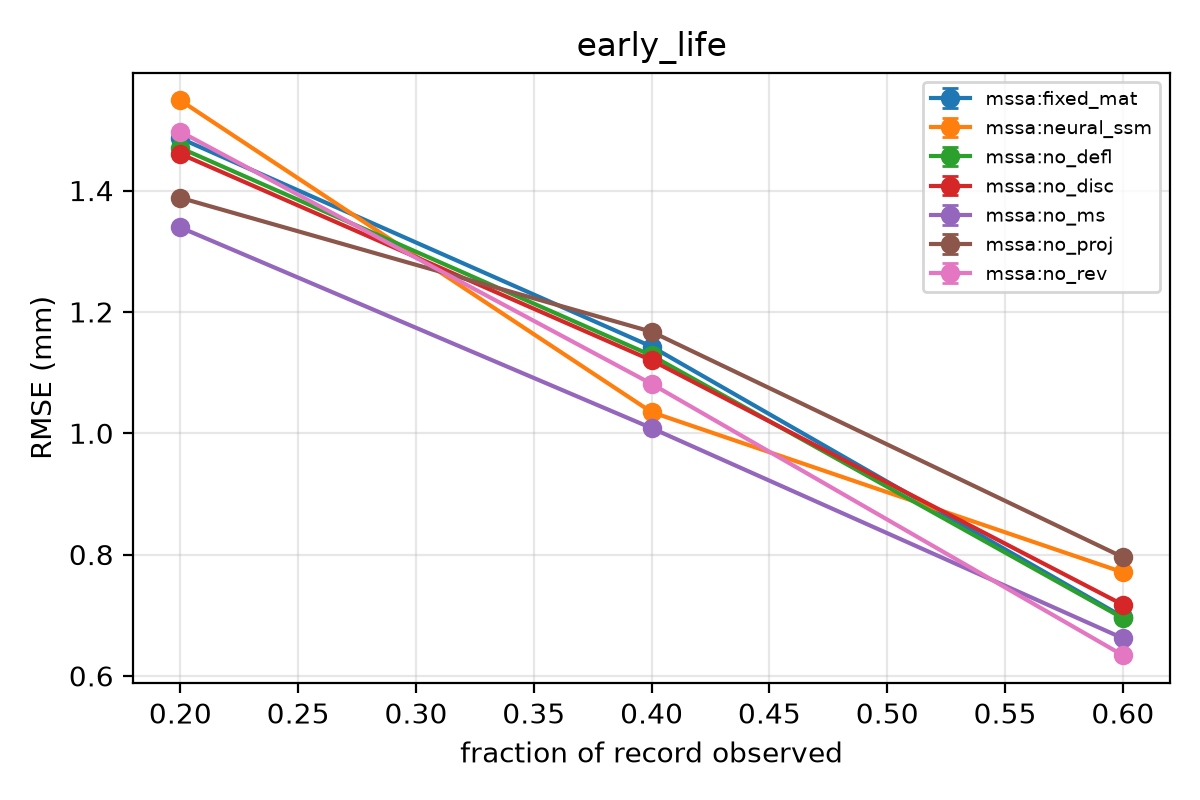 early_life
mssa:fixed_mat
mssa:neural_ssm
mssa:no_defl
mssa:no_disc
mssa:no_ms
mssa:no_proj
mssa:no_rev
RMSE (mm)
1.4
1.2
1.0
0.8
0.6
0.20 0.25 0.30 0.35 0.40 0.45 0.50 0.55 0.60
fraction of record observed